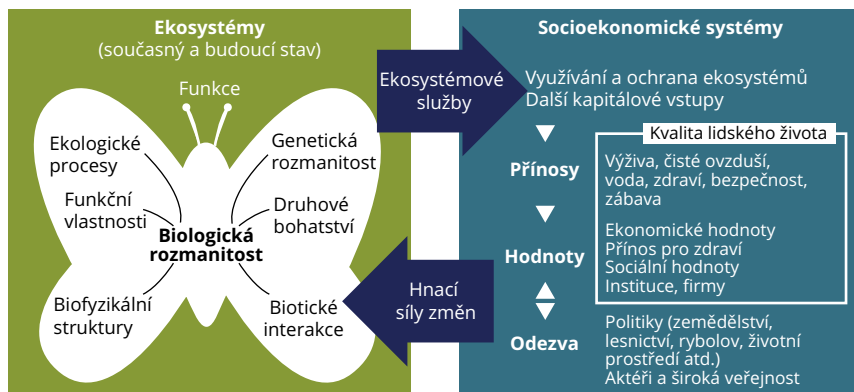 Ekosystémy
(současný a budoucí stav)
Funkce
Ekologické
procesy
Genetická
rozmanitost
Funkční
vlastnosti
Druhové
bohatství
Biologická
rozmanitost
Biofyzikální
struktury
Biotické
interakce
Ekosystémové
služby
Hnací
síly změn
Socioekonomické systémy
Využívání a ochrana ekosystémů
Další kapitálové vstupy
Kvalita lidského života
Přínosy
Výživa, čisté ovzduší,
voda, zdraví, bezpečnost,
zábava
Hodnoty
Ekonomické hodnoty
Přínos pro zdraví
Sociální hodnoty
Instituce, firmy
Odezva
Politiky (zemědělství,
lesnictví, rybolov, životní
prostředí atd.)
Aktéři a široká veřejnost